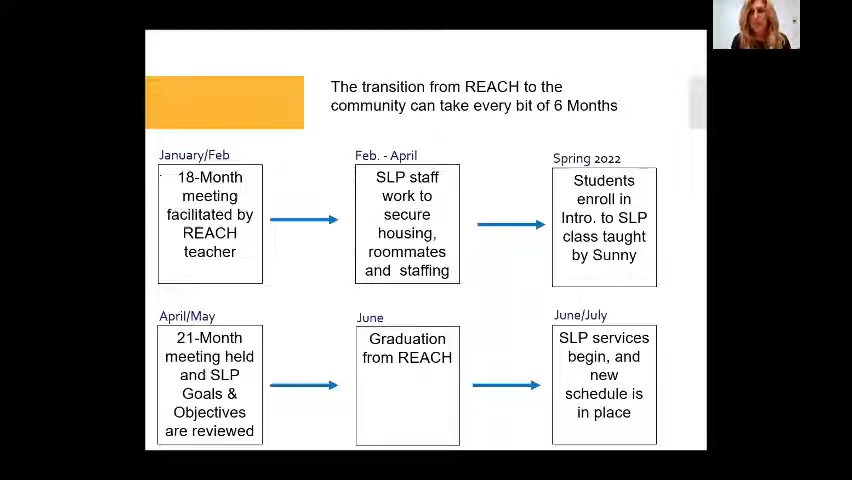 The transition from REACH to the
community can take every bit of 6 Months
January/Feb
18-Month
meeting
facilitated by
REACH
teacher
Feb. - April
SLP staff
work to
secure
housing,
roommates
and staffing
Spring 2022
Students
enroll in
Intro. to SLP
class taught
by Sunny
April/May
21-Month
meeting held
and SLP
Goals &
Objectives
are reviewed
June
Graduation
from REACH
June/July
SLP services
begin, and
new
schedule is
in place